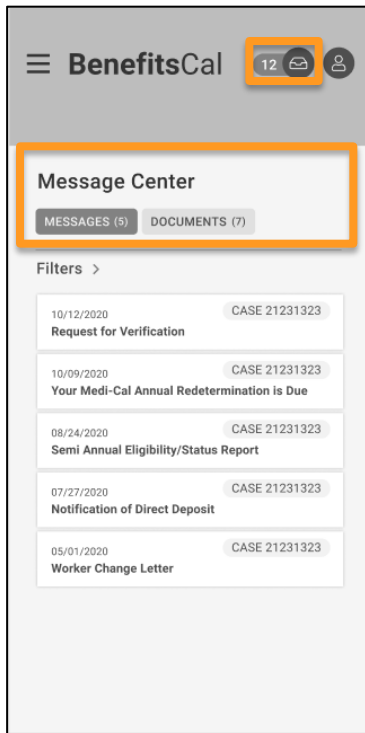 BenefitsCal
12
Message Center
MESSAGES (5) DOCUMENTS (7)
Filters >
10/12/2020 CASE 21231323
Request for Verification
10/09/2020 CASE 21231323
Your Medi-Cal Annual Redetermination is Due
08/24/2020 CASE 21231323
Semi Annual Eligibility/Status Report
07/27/2020 CASE 21231323
Notification of Direct Deposit
05/01/2020 CASE 21231323
Worker Change Letter